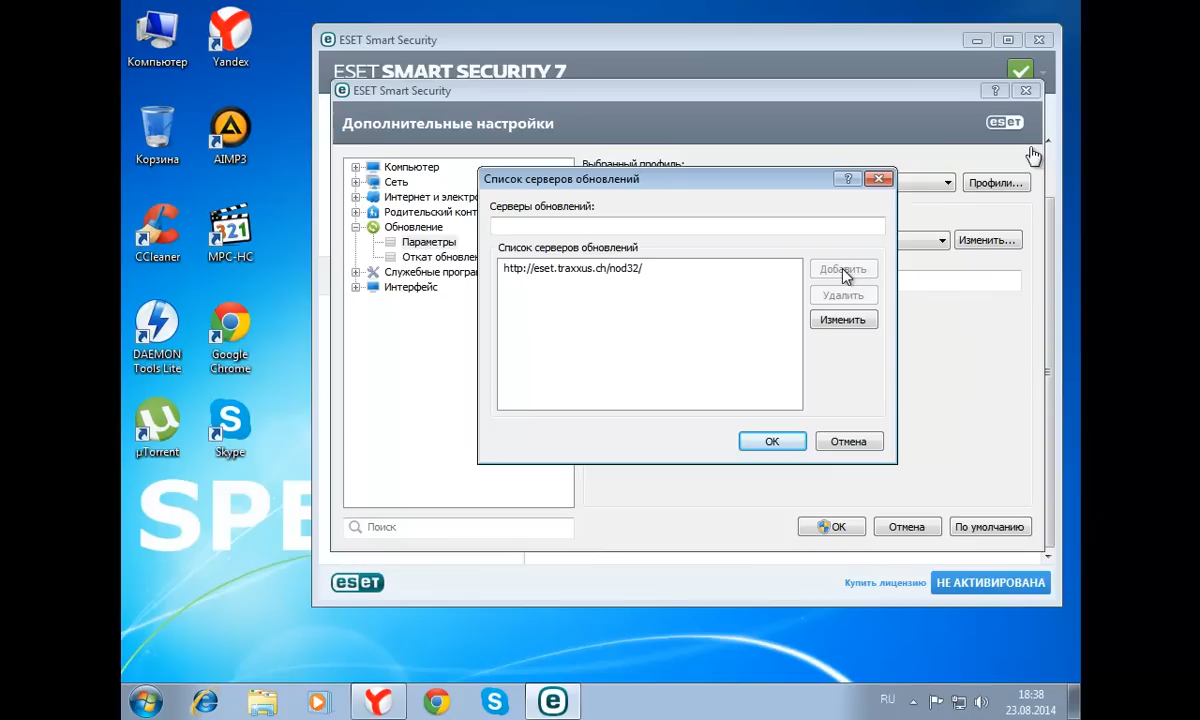 Компьютер
Yandex
Корзина
AIMP3
CCleaner
MPC-HC
DAEMON Tools Lite
Google Chrome
µTorrent
Skype
SPE
ESET Smart Security
ESET SMART SECURITY 7
ESET Smart Security
Дополнительные настройки
eset
Компьютер
Сеть
Интернет и электро
Родительский конт
Обновление
Параметры
Откат обновлен
Служебные програ
Интерфейс
Поиск
Выбранный профиль:
Профили...
Изменить...
Список серверов обновлений
Серверы обновлений:
Список серверов обновлений
http://eset.traxxus.ch/nod32/
Добавить
Удалить
Изменить
OK
Отмена
OK
Отмена
По умолчанию
eset
Купить лицензию
НЕ АКТИВИРОВАНА
RU
18:38
23.08.2014